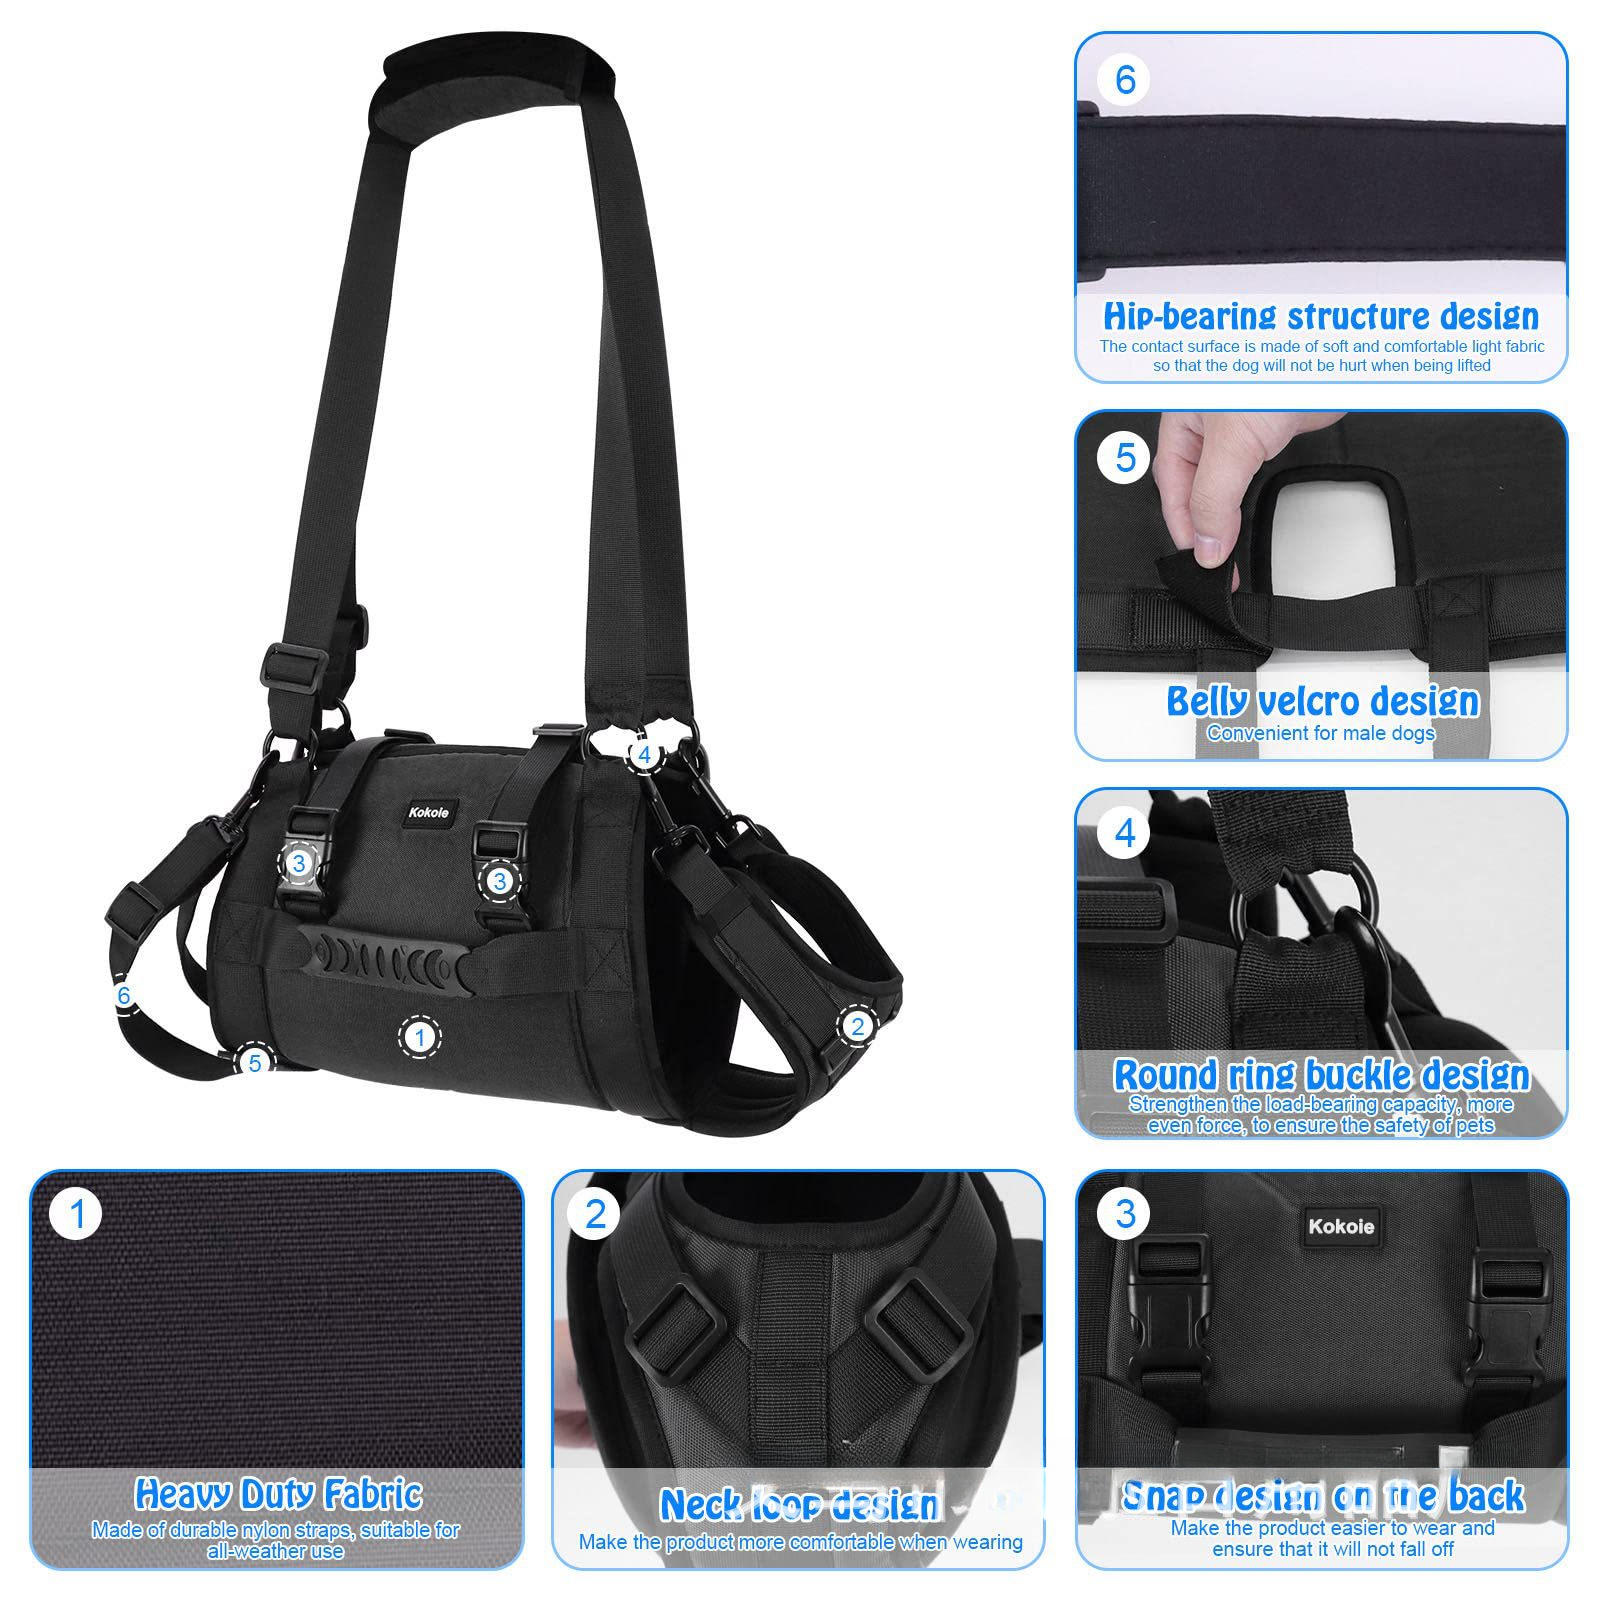 6
Hip-bearing structure design
The contact surface is made of soft and comfortable light fabric
so that the dog will not be hurt when being lifted
5
Belly velcro design
Convenient for male dogs
4
Round ring buckle design
Strengthen the load-bearing capacity, more
even force, to ensure the safety of pets
4
Kokoie
3
3
6
1
2
5
1
Heavy Duty Fabric
Made of durable nylon straps, suitable for
all-weather use
2
Neck loop design
Make the product more comfortable when wearing
3
Kokoie
Snap design on the back
Make the product easier to wear and
ensure that it will not fall off